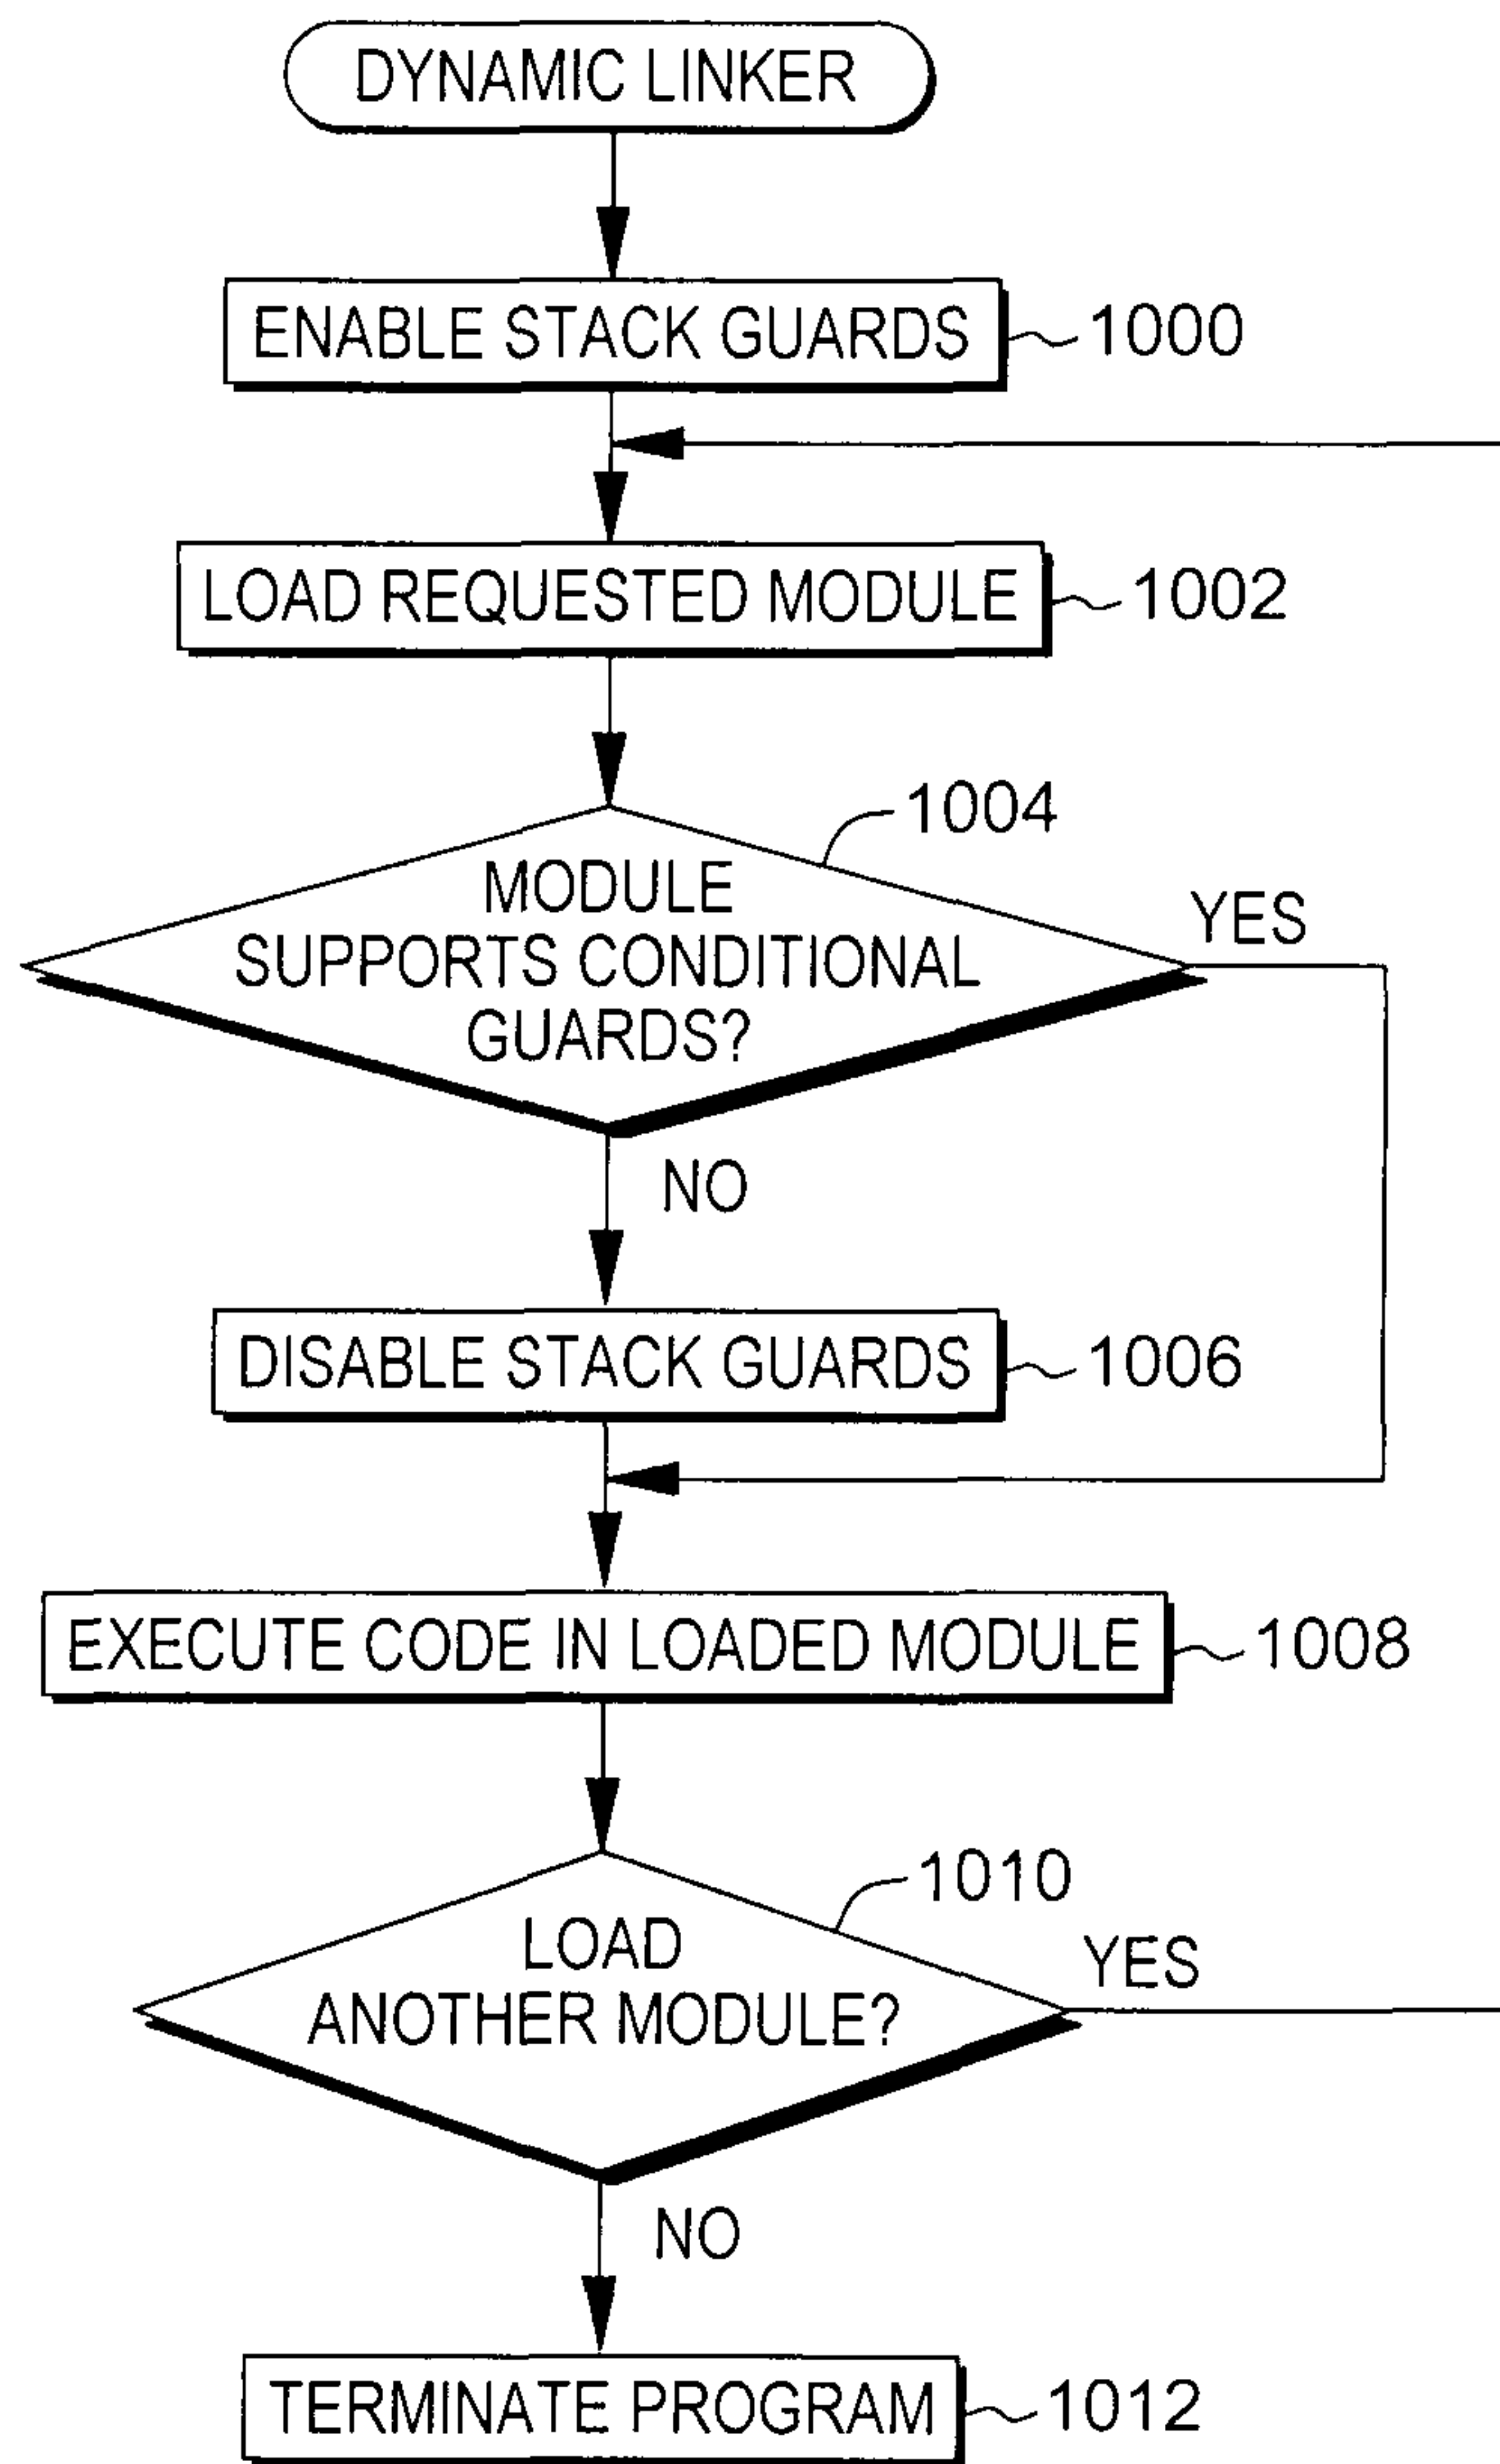 DYNAMIC LINKER
ENABLE STACK GUARDS
1000
LOAD REQUESTED MODULE
1002
1004
MODULE
SUPPORTS CONDITIONAL
GUARDS?
YES
NO
DISABLE STACK GUARDS
1006
EXECUTE CODE IN LOADED MODULE
1008
1010
LOAD
ANOTHER MODULE?
YES
NO
TERMINATE PROGRAM
1012